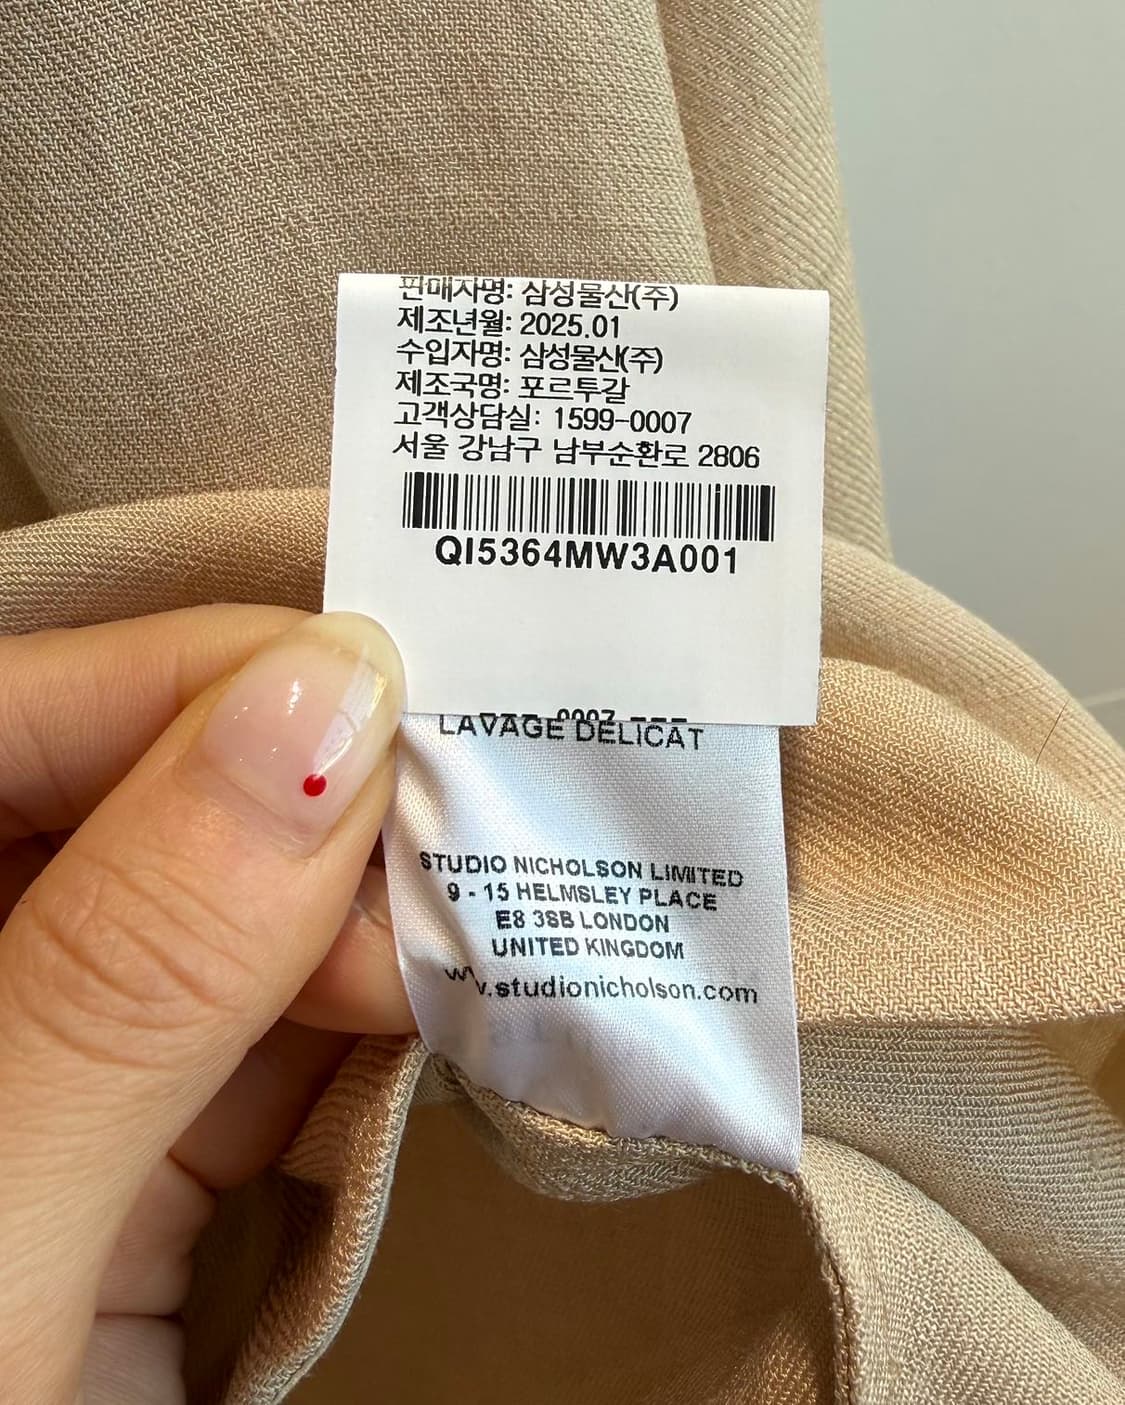 판매자명: 삼성물산(주)
제조년월: 2025.01
수입자명: 삼성물산(주)
제조국명: 포르투갈
고객상담실: 1599-0007
서울 강남구 남부순환로 2806
QI5364MW3A001
LAVAGE DELICAT
STUDIO NICHOLSON LIMITED
9 - 15 HELMSLEY PLACE
E8 3SB LONDON
UNITED KINGDOM
www.studionicholson.com